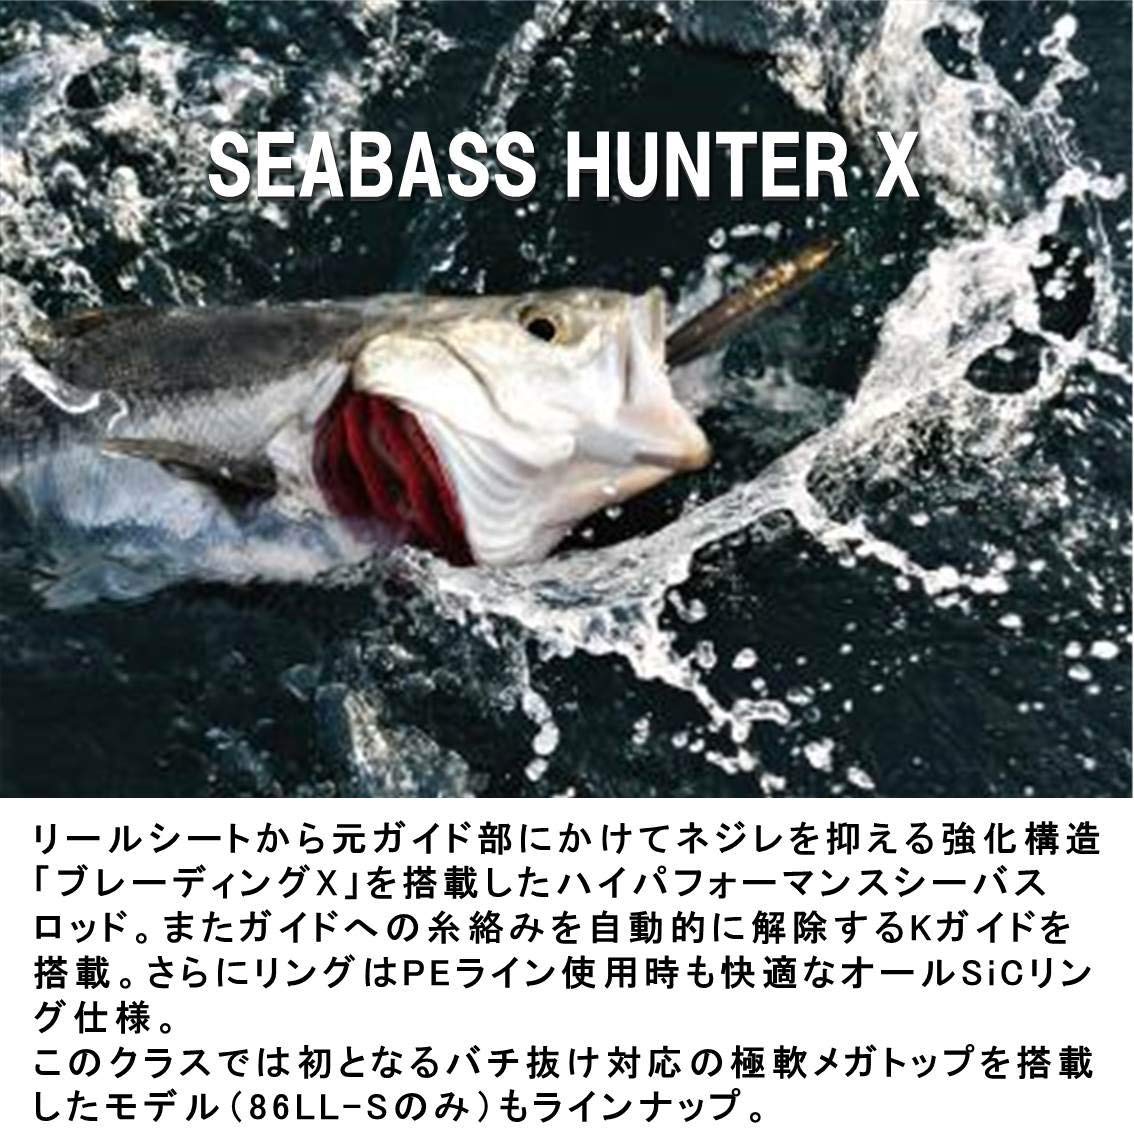 SEABASS HUNTER X
リールシートから元ガイド部にかけてネジレを抑える強化構造
「ブレーディングX」を搭載したハイパフォーマンスシーバス
ロッド。またガイドへの糸絡みを自動的に解除するKガイドを
搭載。さらにリングはPEライン使用時も快適なオールSiCリン
グ仕様。
このクラスでは初となるバチ抜け対応の極軟メガトップを搭載
したモデル(86LL-Sのみ)もラインナップ。